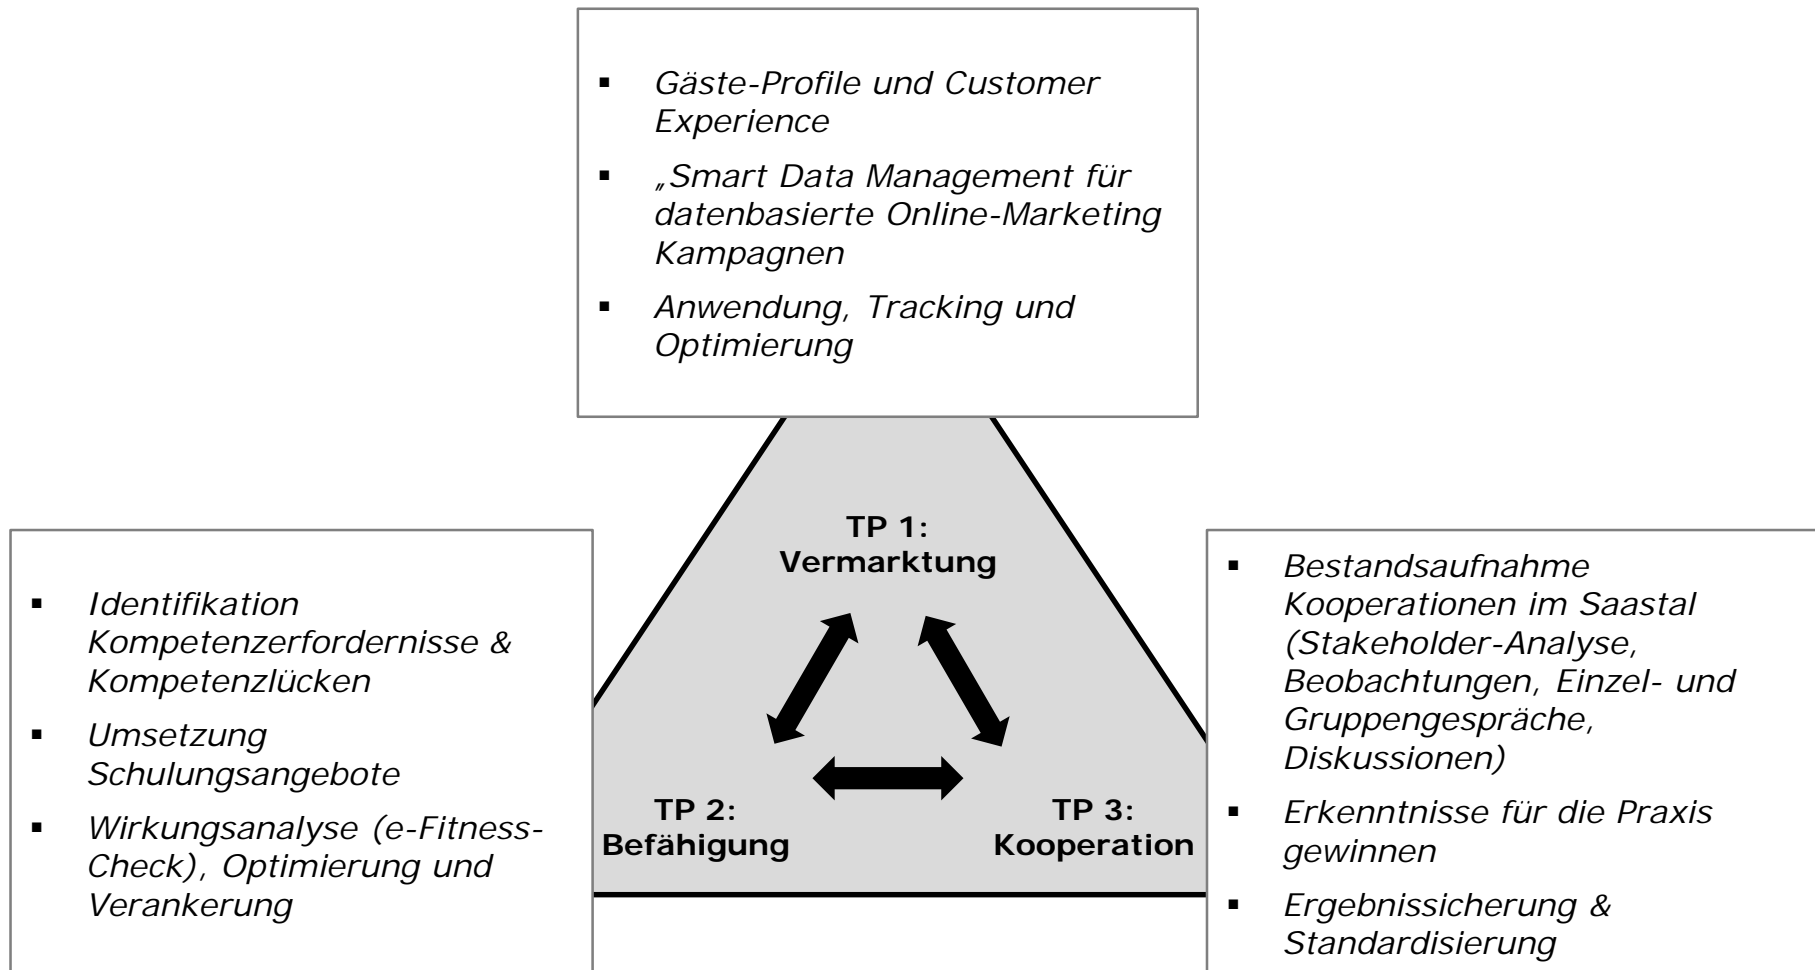 ▪ Gäste-Profile und Customer
Experience
▪ „Smart Data Management für
datenbasierte Online-Marketing
Kampagnen
▪ Anwendung, Tracking und
Optimierung
TP 1:
Vermarktung
▪ Identifikation
Kompetenzerfordernisse &
Kompetenzlücken
▪ Umsetzung
Schulungsangebote
▪ Wirkungsanalyse (e-Fitness-
Check), Optimierung und
Verankerung
TP 2:
Befähigung
TP 3:
Kooperation
▪ Bestandsaufnahme
Kooperationen im Saastal
(Stakeholder-Analyse,
Beobachtungen, Einzel- und
Gruppengespräche,
Diskussionen)
▪ Erkenntnisse für die Praxis
gewinnen
▪ Ergebnissicherung &
Standardisierung